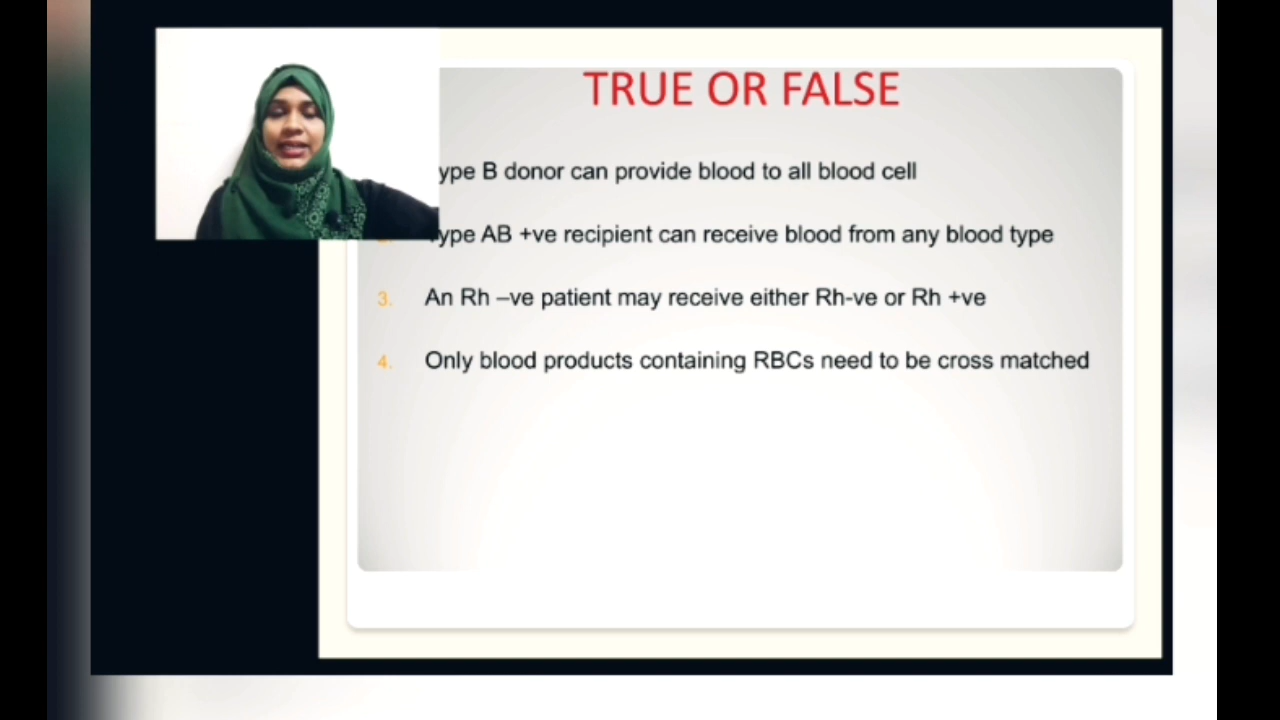 TRUE OR FALSE
ype B donor can provide blood to all blood cell
ype AB +ve recipient can receive blood from any blood type
3. An Rh –ve patient may receive either Rh-ve or Rh +ve
4. Only blood products containing RBCs need to be cross matched